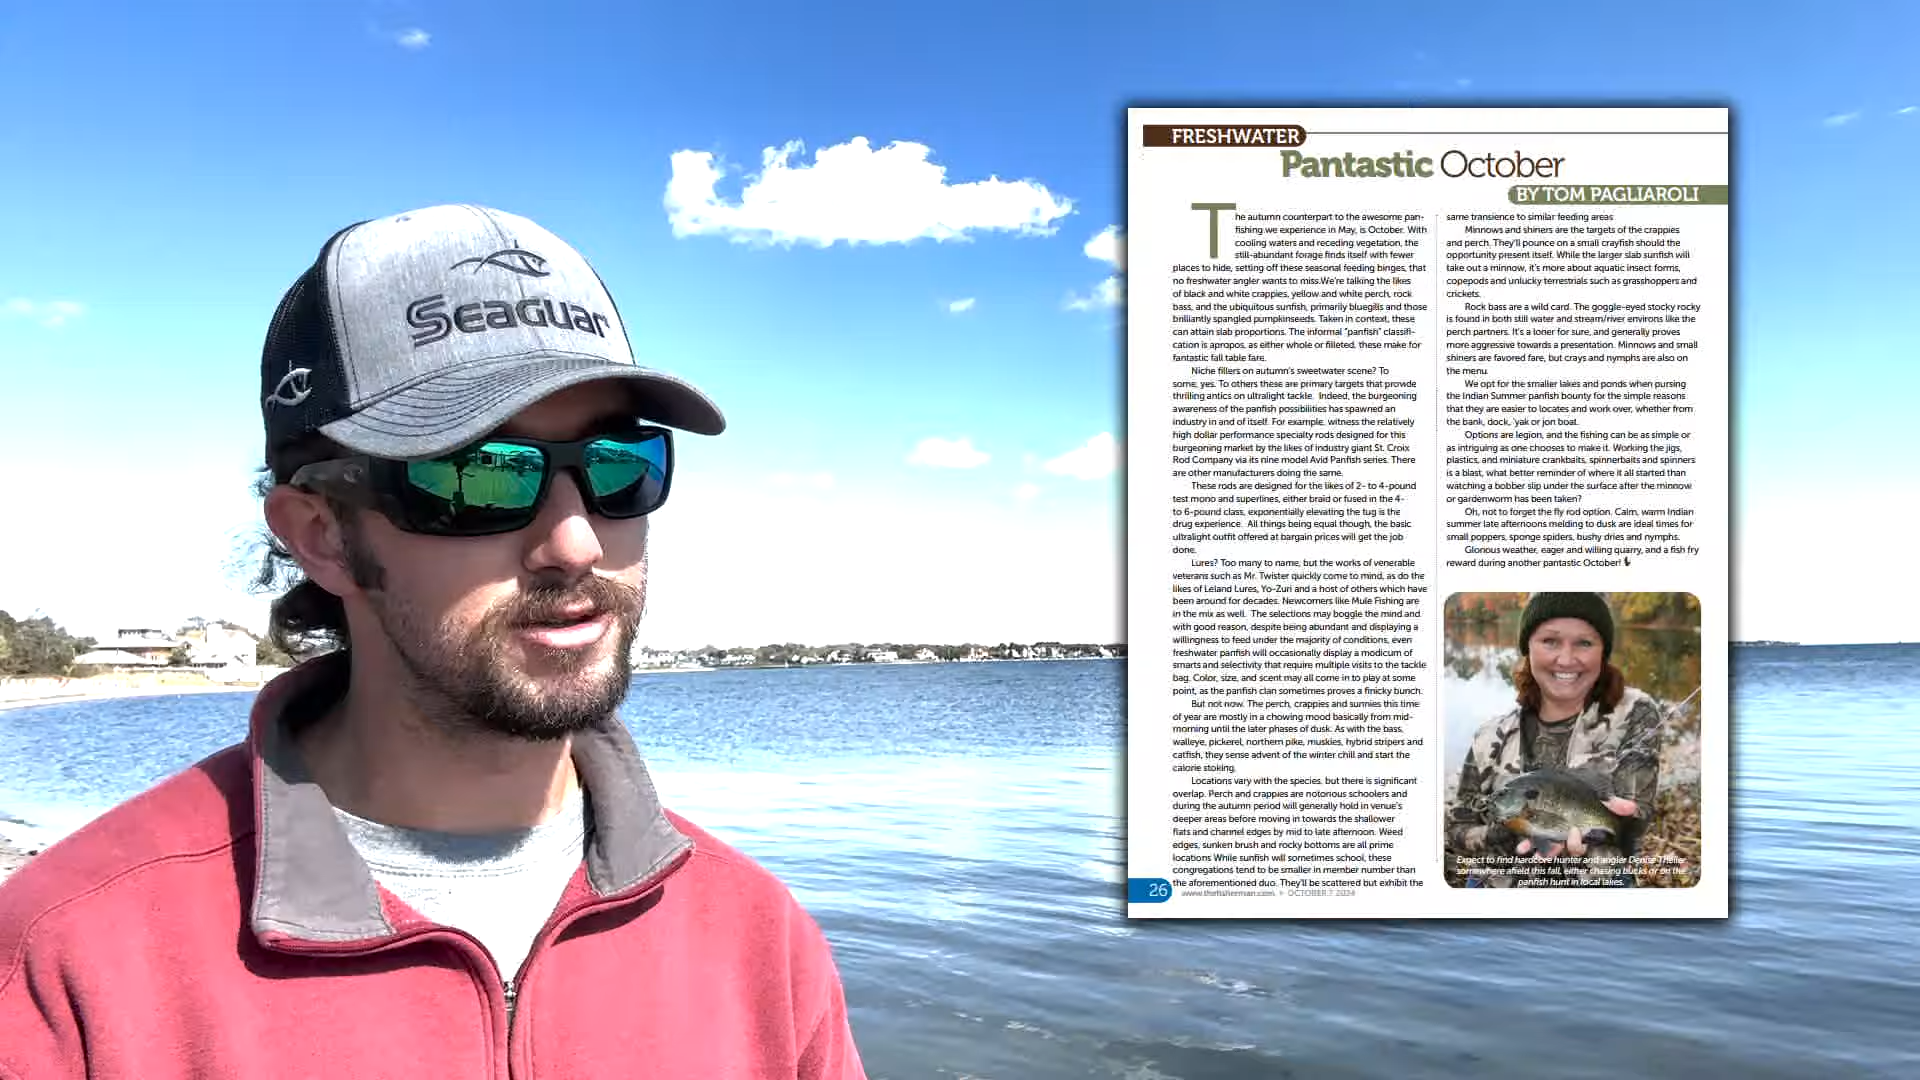 Seaguar
FRESHWATER
Pantastic October
BY TOM PAGLIAROLI
The autumn counterpart to the awesome pan-
fishing we experience in May, is October. With
cooling waters and receding vegetation, the
still-abundant forage finds itself with fewer
places to hide, setting off these seasonal feeding binges, that
no freshwater angler wants to miss.We're talking the likes
of black and white crappies, yellow and white perch, rock
bass, and the ubiquitous sunfish, primarily bluegills and those
brilliantly spangled pumpkinseeds. Taken in context, these
can attain slab proportions. The informal "panfish" classifi-
cation is apropos, as either whole or filleted, these make for
fantastic fall table fare.
Niche fillers on autumn's sweetwater scene? To
some, yes. To others these are primary targets that provide
thrilling antics on ultralight tackle. Indeed, the burgeoning
awareness of the panfish possibilities has spawned an
industry in and of itself. For example, witness the relatively
high dollar performance specialty rods designed for this
burgeoning market by the likes of industry giant St. Croix
Rod Company via its nine model Avid Panfish series. There
are other manufacturers doing the same.
These rods are designed for the likes of 2- to 4-pound
test mono and superlines, either braid or fused in the 4-
to 6-pound class, exponentially elevating the tug is the
drug experience. All things being equal though, the basic
ultralight outfit offered at bargain prices will get the job
done.
Lures? Too many to name, but the works of venerable
veterans such as Mr. Twister quickly come to mind, as do the
likes of Leland Lures, Yo-Zuri and a host of others which have
been around for decades. Newcomers like Mule Fishing are
in the mix as well. The selections may boggle the mind and
with good reason, despite being abundant and displaying a
willingness to feed under the majority of conditions, even
freshwater panfish will occasionally display a modicum of
smarts and selectivity that require multiple visits to the tackle
bag. Color, size, and scent may all come in to play at some
point, as the panfish clan sometimes proves a finicky bunch.
But not now. The perch, crappies and sunnies this time
of year are mostly in a chowing mood basically from mid-
morning until the later phases of dusk. As with the bass,
walleye, pickerel, northern pike, muskies, hybrid stripers and
catfish, they sense advent of the winter chill and start the
calorie stoking.
Locations vary with the species, but there is significant
overlap. Perch and crappies are notorious schoolers and
during the autumn period will generally hold in venue's
deeper areas before moving in towards the shallower
flats and channel edges by mid to late afternoon. Weed
edges, sunken brush and rocky bottoms are all prime
locations While sunfish will sometimes school, these
congregations tend to be smaller in member number than
the aforementioned duo. They'll be scattered but exhibit the
same transience to similar feeding areas
Minnows and shiners are the targets of the crappies
and perch. They'll pounce on a small crayfish should the
opportunity present itself. While the larger slab sunfish will
take out a minnow, it's more about aquatic insect forms,
copepods and unlucky terrestrials such as grasshoppers and
crickets.
Rock bass are a wild card. The goggle-eyed stocky rocky
is found in both still water and stream/river environs like the
perch partners. It's a loner for sure, and generally proves
more aggressive towards a presentation. Minnows and small
shiners are favored fare, but crays and nymphs are also on
the menu.
We opt for the smaller lakes and ponds when pursing
the Indian Summer panfish bounty for the simple reasons
that they are easier to locates and work over, whether from
the bank, dock, 'yak or jon boat.
Options are legion, and the fishing can be as simple or
as intriguing as one chooses to make it. Working the jigs,
plastics, and miniature crankbaits, spinnerbaits and spinners
is a blast, what better reminder of where it all started than
watching a bobber slip under the surface after the minnow
or gardenworm has been taken?
Oh, not to forget the fly rod option. Calm, warm Indian
summer late afternoons melding to dusk are ideal times for
small poppers, sponge spiders, bushy dries and nymphs.
Glorious weather, eager and willing quarry, and a fish fry
reward during another pantastic October!
Expect to find hardcore hunter and angler Denise Theiler
somewhere afield this fall, either chasing bucks or on the
panfish hunt in local lakes.
26
www.thefisherman.com OCTOBER 7 2024